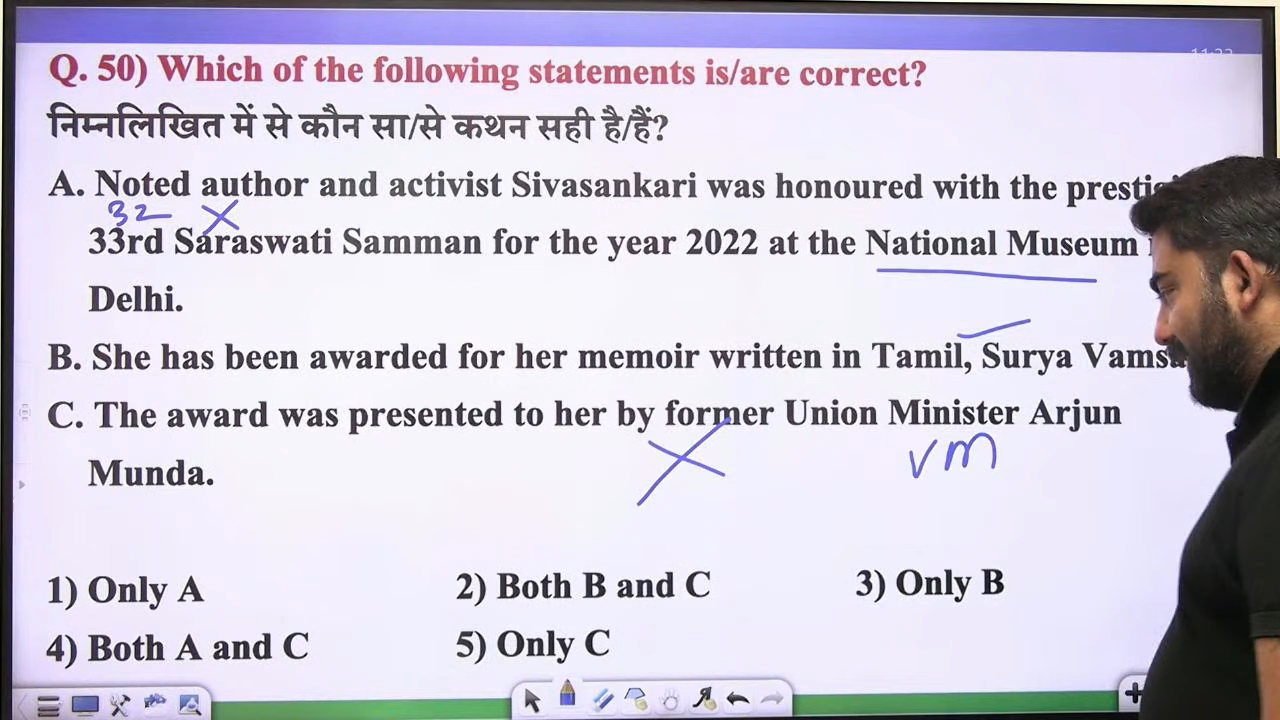 Q. 50) Which of the following statements is/are correct?
निम्नलिखित में से कौन सा/से कथन सही है/हैं?
A. Noted author and activist Sivasankari was honoured with the
32
33rd Saraswati Samman for the year 2022 at the National Museum
Delhi.
B. She has been awarded for her memoir written in Tamil, Surya
C. The award was presented to her by former Union Minister Arjun
VM
Munda.
1) Only A 2) Both B and C 3) Only B
4) Both A and C 5) Only C